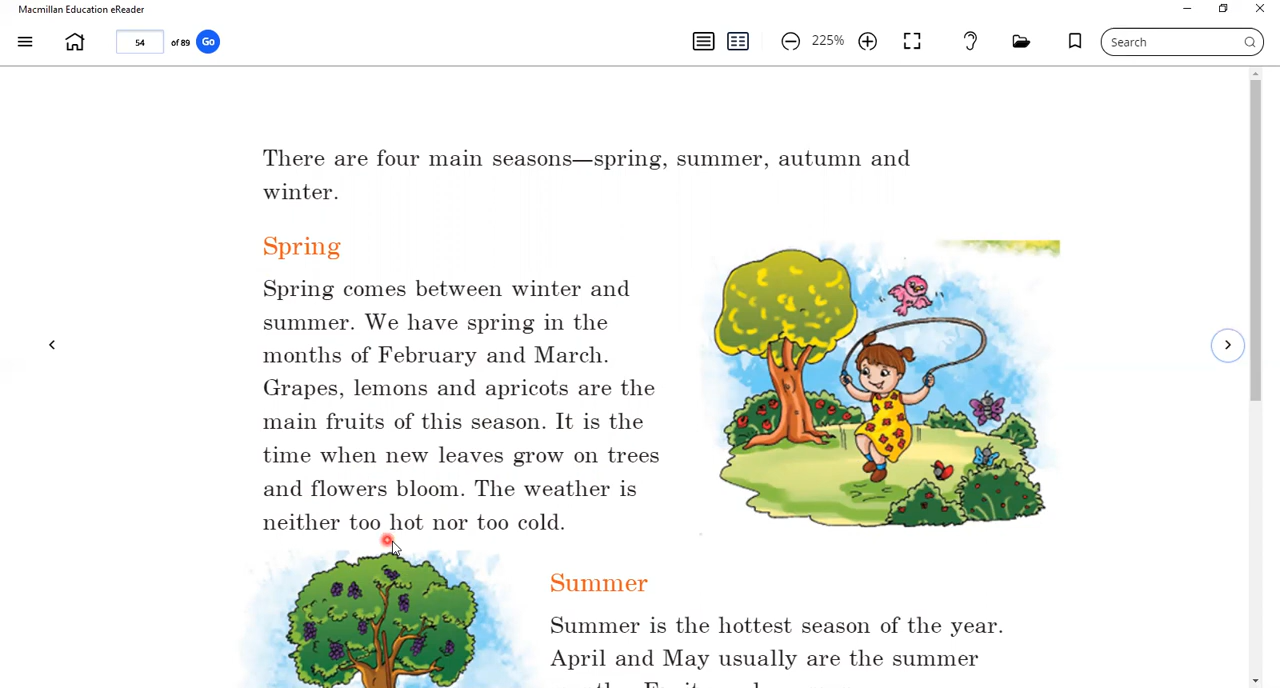 Macmillan Education eReader
54 of 89 Go 225% Search
There are four main seasons—spring, summer, autumn and
winter.
Spring
Spring comes between winter and
summer. We have spring in the
months of February and March.
Grapes, lemons and apricots are the
main fruits of this season. It is the
time when new leaves grow on trees
and flowers bloom. The weather is
neither too hot nor too cold.
Summer
Summer is the hottest season of the year.
April and May usually are the summer